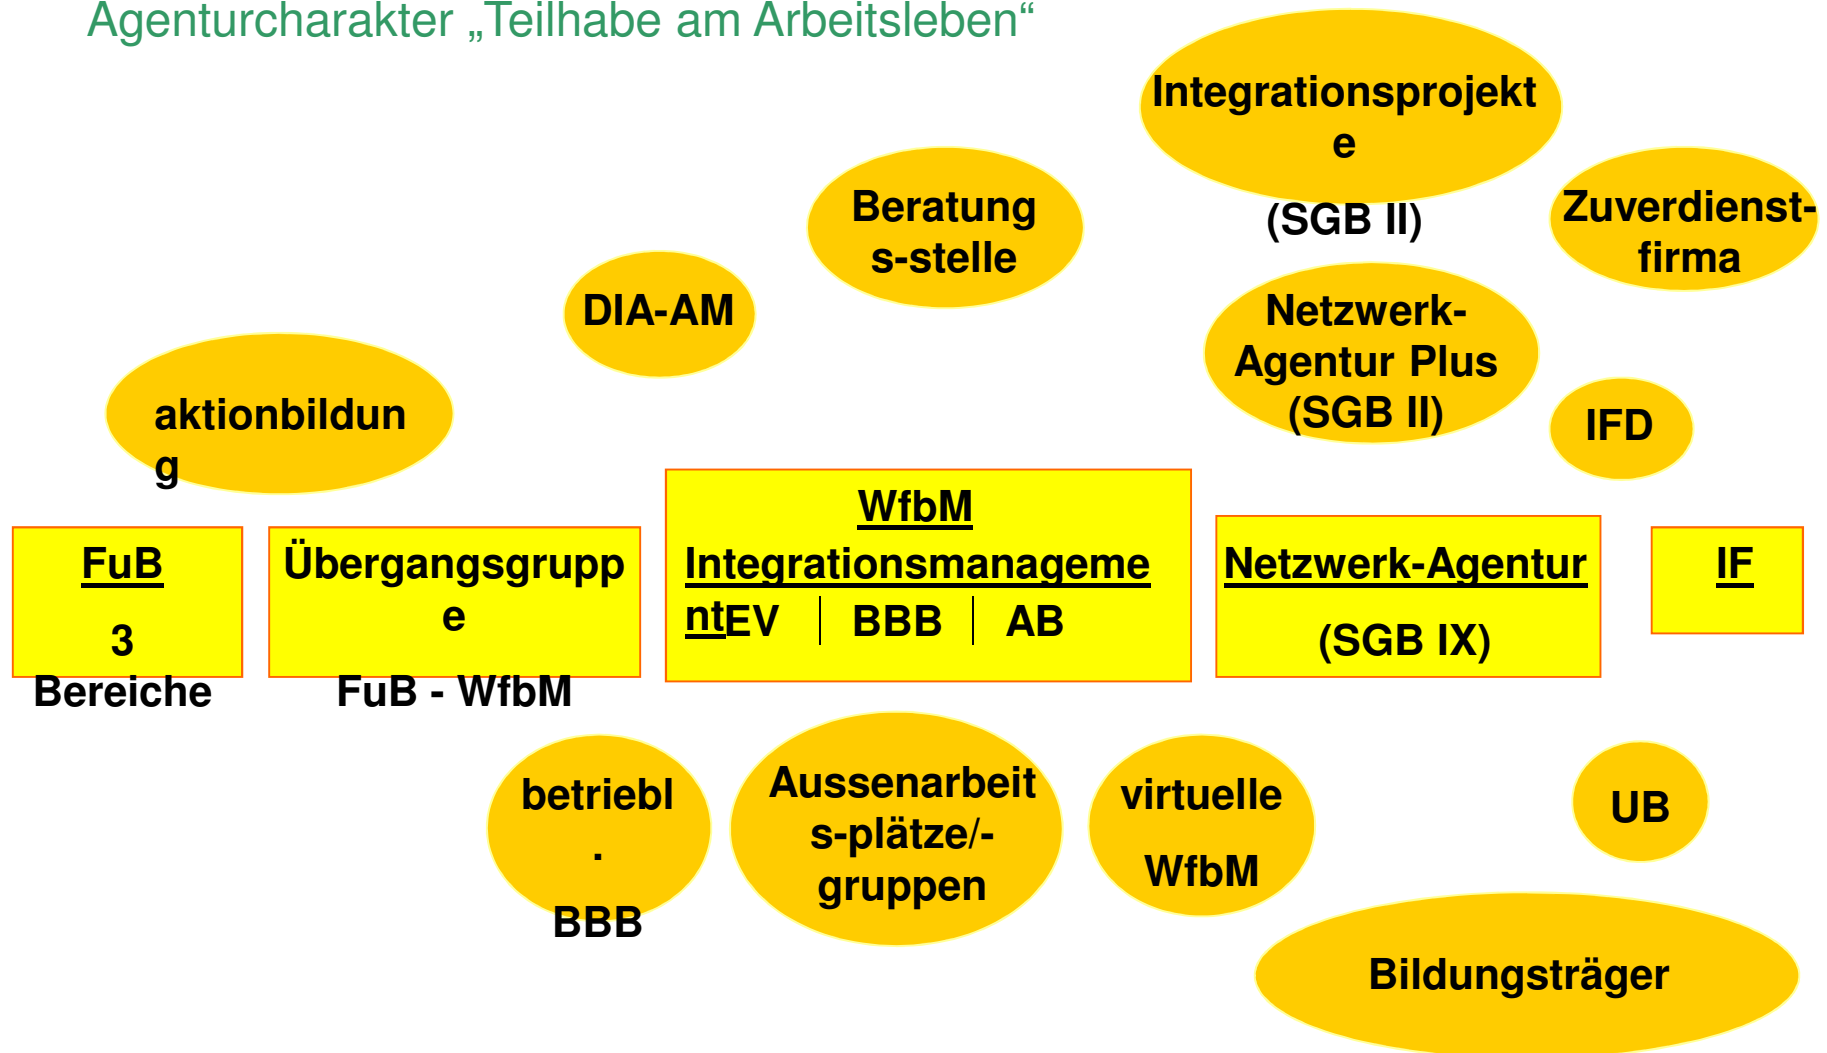 Agenturcharakter „Teilhabe am Arbeitsleben“
Integrationsprojekt
e
(SGB II)
Beratung
s-stelle
Zuverdienst-
firma
DIA-AM
Netzwerk-
Agentur Plus
(SGB II)
aktionbildun
g
IFD
FuB
3
Bereiche
Übergangsgrupp
e
FuB - WfbM
WfbM
Integrationsmanageme
ntEV | BBB | AB
Netzwerk-Agentur
(SGB IX)
IF
betriebl
.
BBB
Aussenarbeit
s-plätze/-
gruppen
virtuelle
WfbM
UB
Bildungsträger